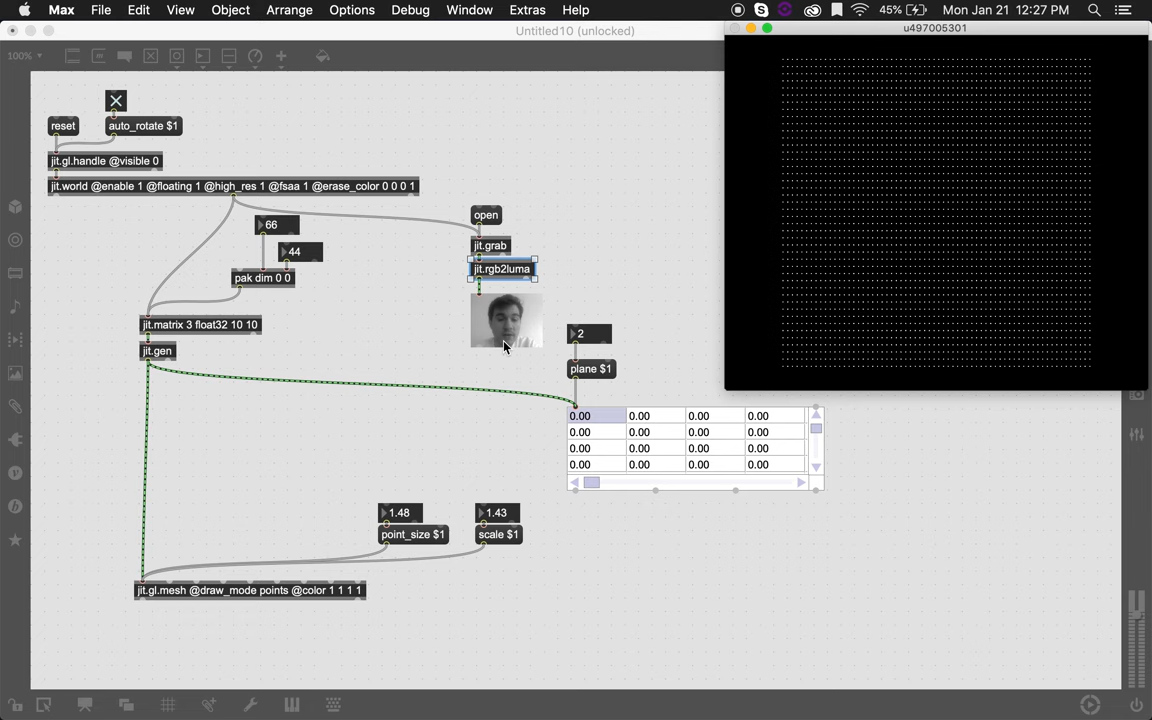 Max File Edit View Object Arrange Options Debug Window Extras Help 45% Mon Jan 21 12:27 PM
Untitled10 (unlocked)
u497005301
100%
reset
auto_rotate $1
jit.gl.handle @visible 0
jit.world @enable 1 @floating 1 @high_res 1 @fsaa 1 @erase_color 0 0 0 1
66
44
pak dim 0 0
open
jit.grab
jit.rgb2luma
jit.matrix 3 float32 10 10
jit.gen
2
plane $1
0.00 0.00 0.00 0.00
0.00 0.00 0.00 0.00
0.00 0.00 0.00 0.00
0.00 0.00 0.00 0.00
1.48
1.43
point_size $1
scale $1
jit.gl.mesh @draw_mode points @color 1 1 1 1